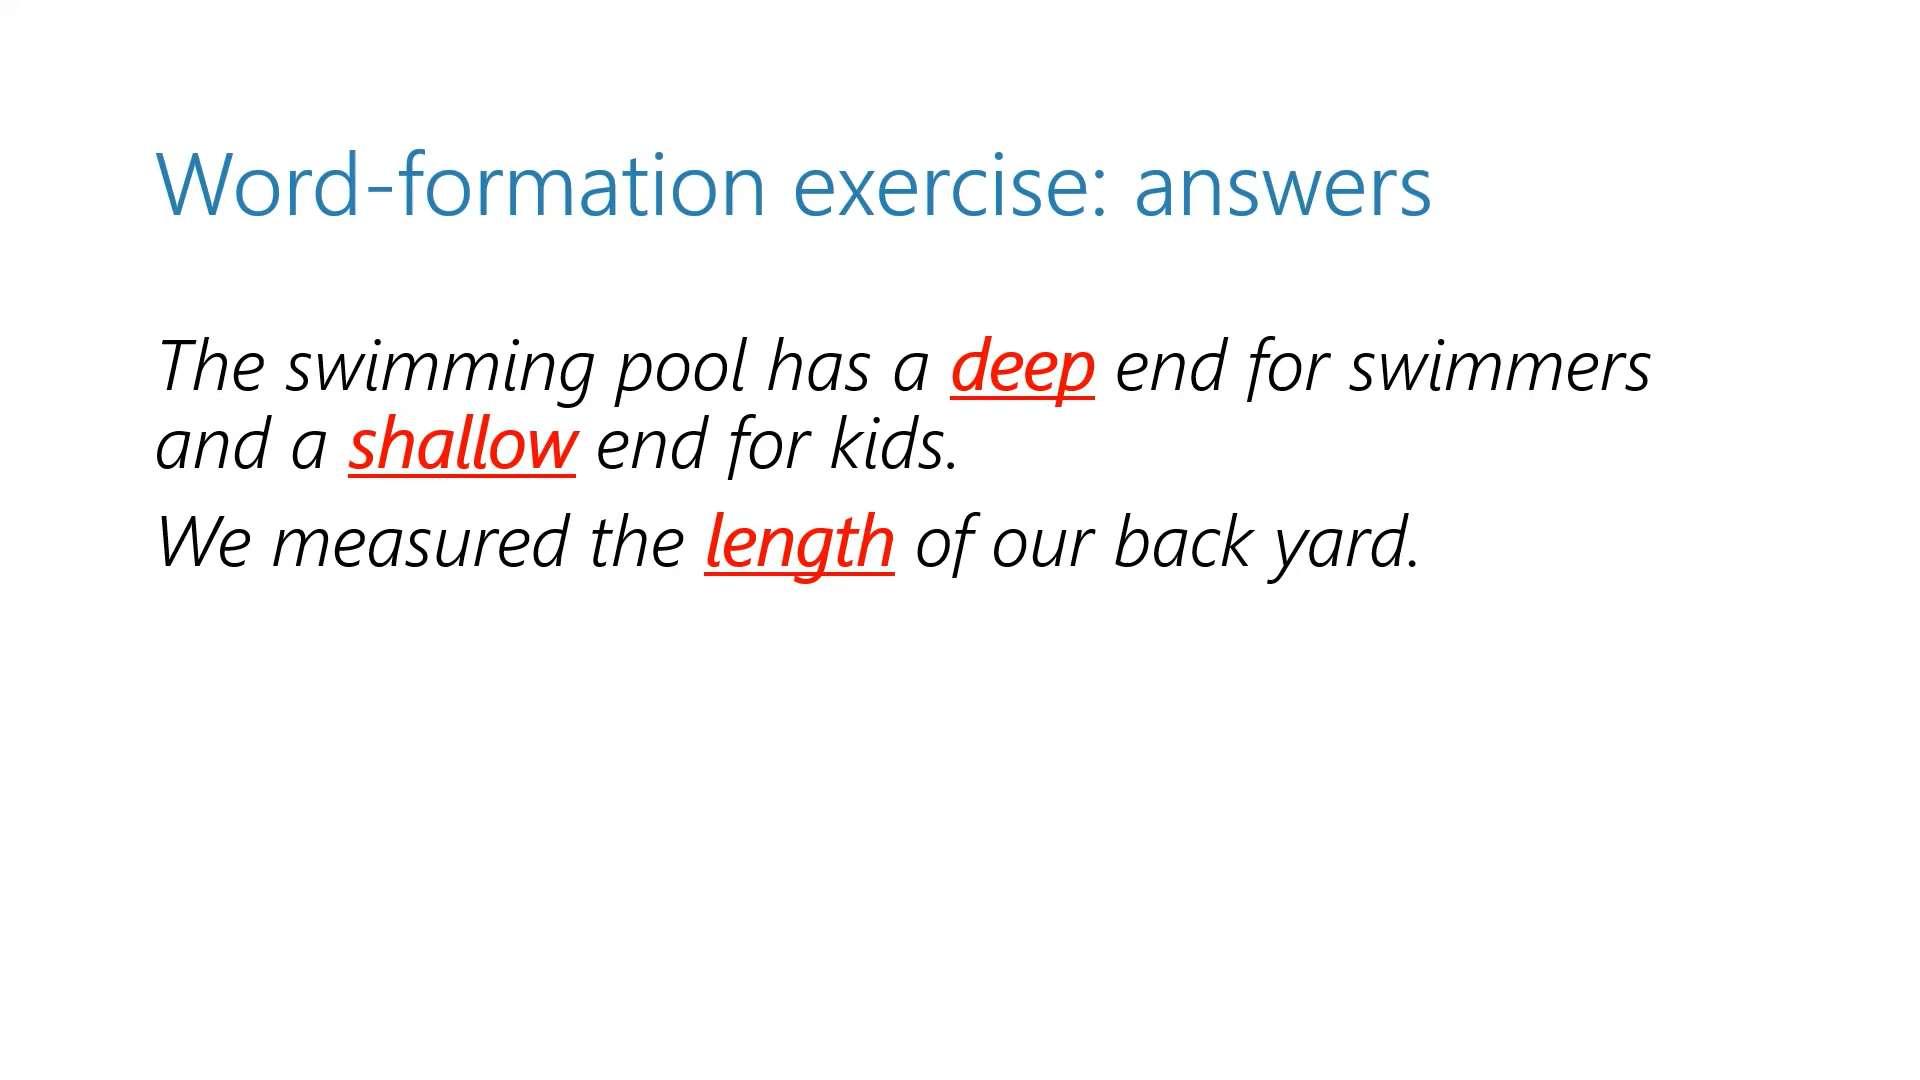 Word-formation exercise: answers
The swimming pool has a deep end for swimmers
and a shallow end for kids.
We measured the length of our back yard.